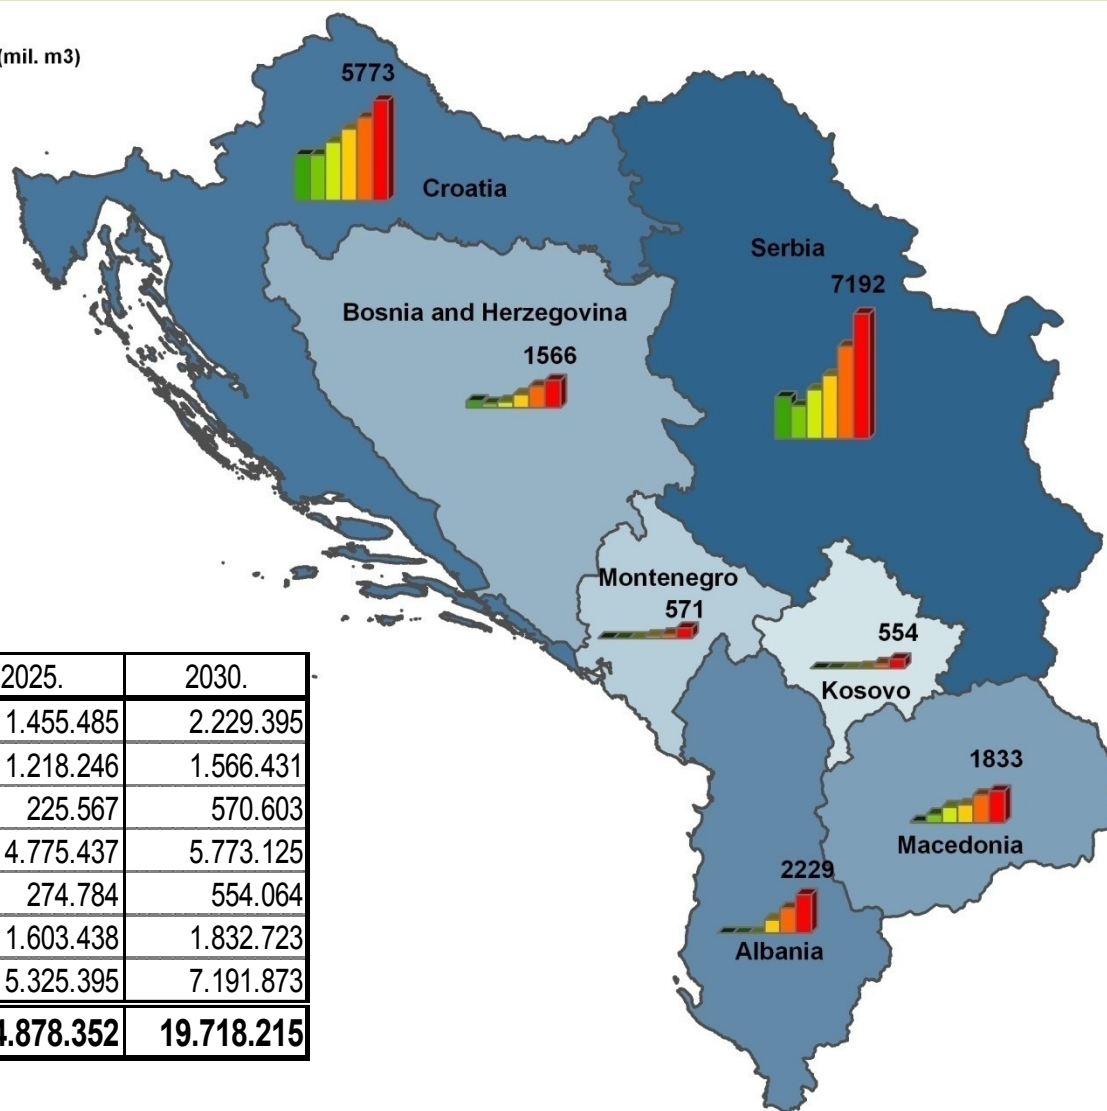 (mil. m3)
5773
Croatia
Serbia
7192
Bosnia and Herzegovina
1566
Montenegro
571
554
Kosovo
1833
Macedonia
2229
Albania
2025. 2030.
1.455.485 2.229.395
1.218.246 1.566.431
225.567 570.603
4.775.437 5.773.125
274.784 554.064
1.603.438 1.832.723
5.325.395 7.191.873
4.878.352 19.718.215